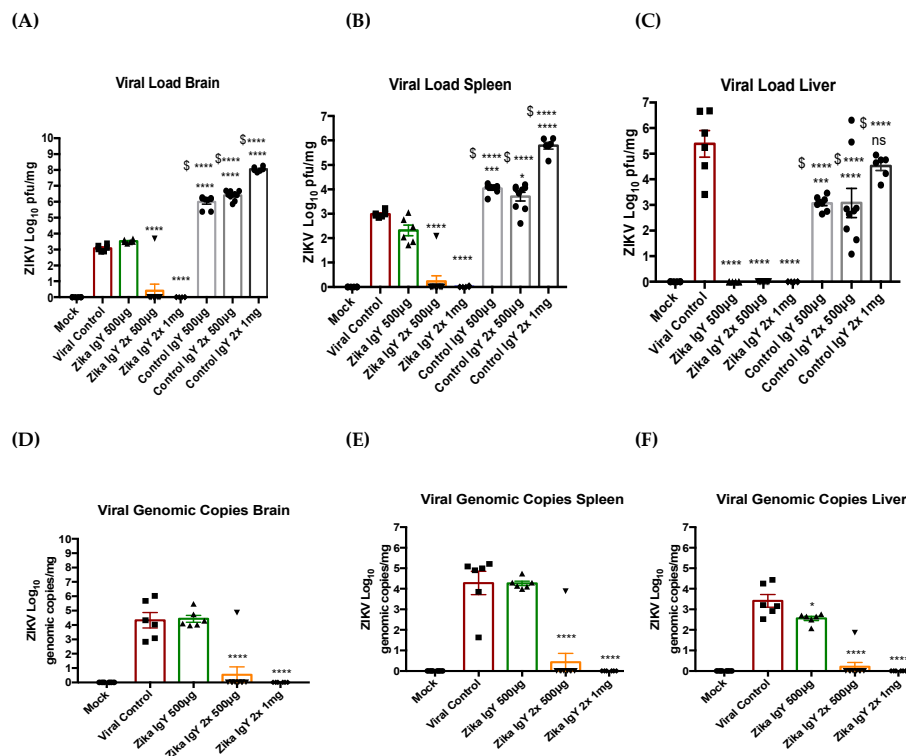 (A)
Viral Load Brain
ZIKV Log10 pfu/mg
10
9
8
7
6
5
4
3
2
1
0
****
****
$ ****
****
$ ****
****
$ ****
****
Mock
Viral Control
Zika IgY 500µg
Zika IgY 2x 500µg
Zika IgY 2x 1mg
Control IgY 500µg
Control IgY 2x 500µg
Control IgY 2x 1mg
(B)
Viral Load Spleen
ZIKV Log10 pfu/mg
7
6
5
4
3
2
1
0
****
****
$ ****
***
$ ****
*
$ ****
****
Mock
Viral Control
Zika IgY 500µg
Zika IgY 2x 500µg
Zika IgY 2x 1mg
Control IgY 500µg
Control IgY 2x 500µg
Control IgY 2x 1mg
(C)
Viral Load Liver
ZIKV Log10 pfu/mg
7
6
5
4
3
2
1
0
****
****
****
$ ****
***
$ ****
****
$ ****
ns
Mock
Viral Control
Zika IgY 500µg
Zika IgY 2x 500µg
Zika IgY 2x 1mg
Control IgY 500µg
Control IgY 2x 500µg
Control IgY 2x 1mg
(D)
Viral Genomic Copies Brain
ZIKV Log10
genomic copies/mg
10
9
8
7
6
5
4
3
2
1
0
****
****
Mock
Viral Control
Zika IgY 500µg
Zika IgY 2x 500µg
Zika IgY 2x 1mg
(E)
Viral Genomic Copies Spleen
ZIKV Log10
genomic copies/mg
7
6
5
4
3
2
1
0
****
****
Mock
Viral Control
Zika IgY 500µg
Zika IgY 2x 500µg
Zika IgY 2x 1mg
(F)
Viral Genomic Copies Liver
ZIKV Log10
genomic copies/mg
7
6
5
4
3
2
1
0
*
****
****
Mock
Viral Control
Zika IgY 500µg
Zika IgY 2x 500µg
Zika IgY 2x 1mg